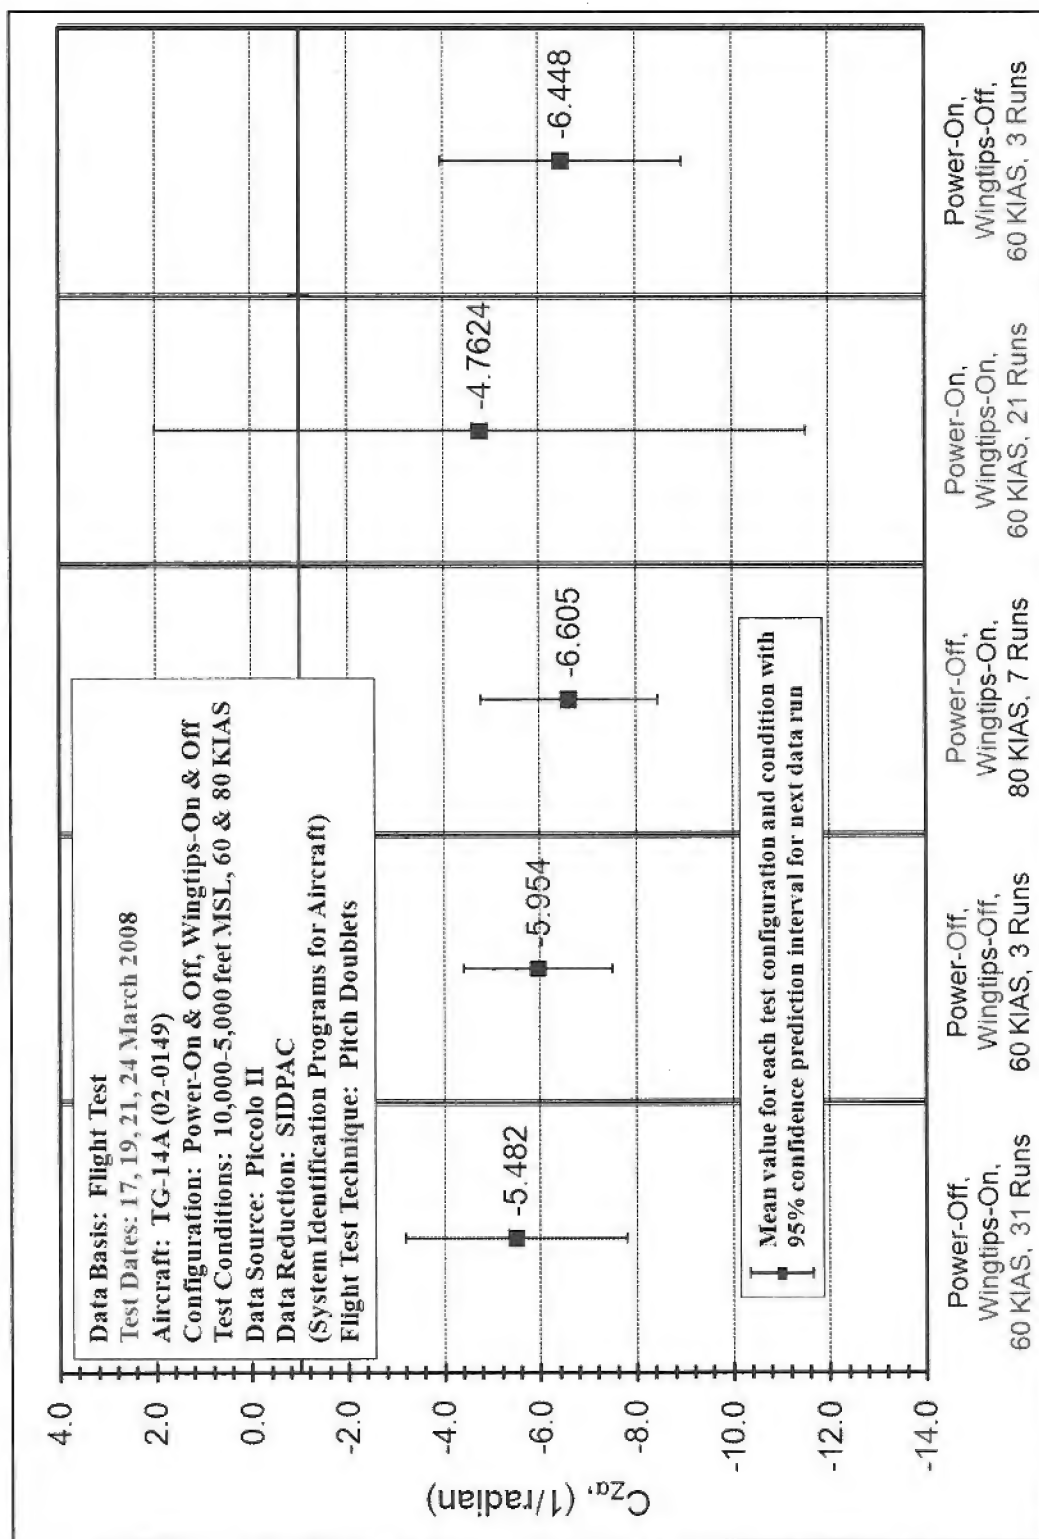 Data Basis: Flight Test
Test Dates: 17, 19, 21, 24 March 2008
Aircraft: TG-14A (02-0149)
Configuration: Power-On & Off, Wingtips-On & Off
Test Conditions: 10,000-5,000 feet MSL, 60 & 80 KIAS
Data Source: Piccolo II
Data Reduction: SIDPAC
(System Identification Programs for Aircraft)
Flight Test Technique: Pitch Doublets
4.0
2.0
0.0
-2.0
-4.0
-6.0
-8.0
-10.0
-12.0
-14.0
C_Zα, (1/radian)
-5.482
-5.954
-6.605
-4.7624
-6.448
Mean value for each test configuration and condition with
95% confidence prediction interval for next data run
Power-Off,
Wingtips-On,
60 KIAS, 31 Runs
Power-Off,
Wingtips-Off,
60 KIAS, 3 Runs
Power-Off,
Wingtips-On,
80 KIAS, 7 Runs
Power-On,
Wingtips-On,
60 KIAS, 21 Runs
Power-On,
Wingtips-Off,
60 KIAS, 3 Runs